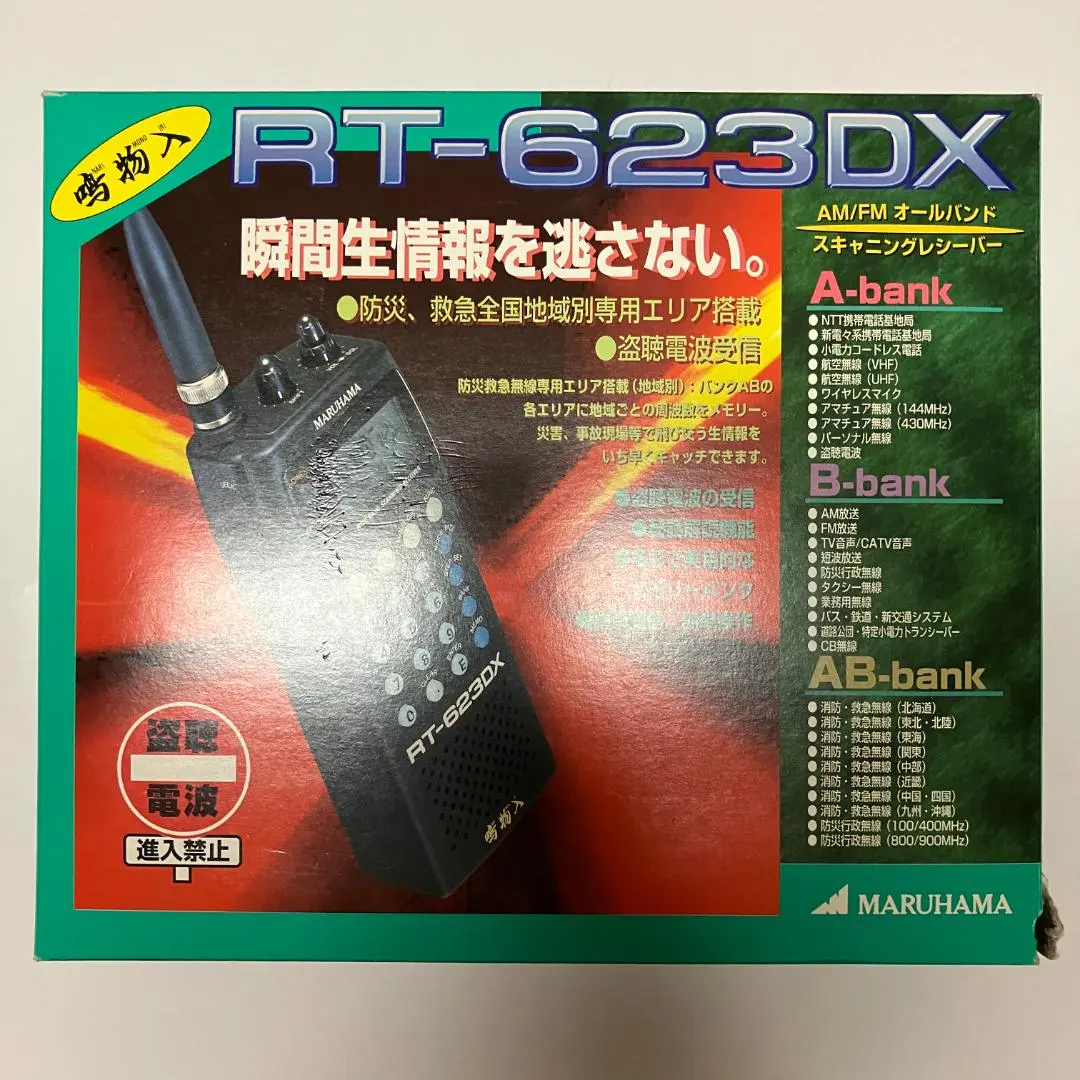 鳴物入
NARI MONO IRI
RT-623DX
AM/FM オールバンド
スキャニングレシーバー
瞬間生情報を逃さない。
●防災、救急全国地域別専用エリア搭載
●盗聴電波受信
防災救急無線専用エリア搭載(地域別):バンクABの
各エリアに地域ごとの周波数をメモリー。
災害、事故現場等で飛び交う生情報を
いち早くキャッチできます。
●盗聴電波の受信
メモリーバンク
A-bank
●NTT携帯電話基地局
●新電々系携帯電話基地局
●小電力コードレス電話
●航空無線(VHF)
●航空無線(UHF)
●ワイヤレスマイク
●アマチュア無線(144MHz)
●アマチュア無線(430MHz)
●パーソナル無線
●盗聴電波
B-bank
●AM放送
●FM放送
●TV音声/CATV音声
●短波放送
●防災行政無線
●タクシー無線
●業務用無線
●バス・鉄道・新交通システム
●道路公団・特定小電力トランシーバー
●CB無線
AB-bank
●消防・救急無線(北海道)
●消防・救急無線(東北・北陸)
●消防・救急無線(東海)
●消防・救急無線(関東)
●消防・救急無線(中部)
●消防・救急無線(近畿)
●消防・救急無線(中国・四国)
●消防・救急無線(九州・沖縄)
●防災行政無線(100/400MHz)
●防災行政無線(800/900MHz)
MARUHAMA
RT-623DX
鳴物入
盗聴
電波
進入禁止
MARUHAMA